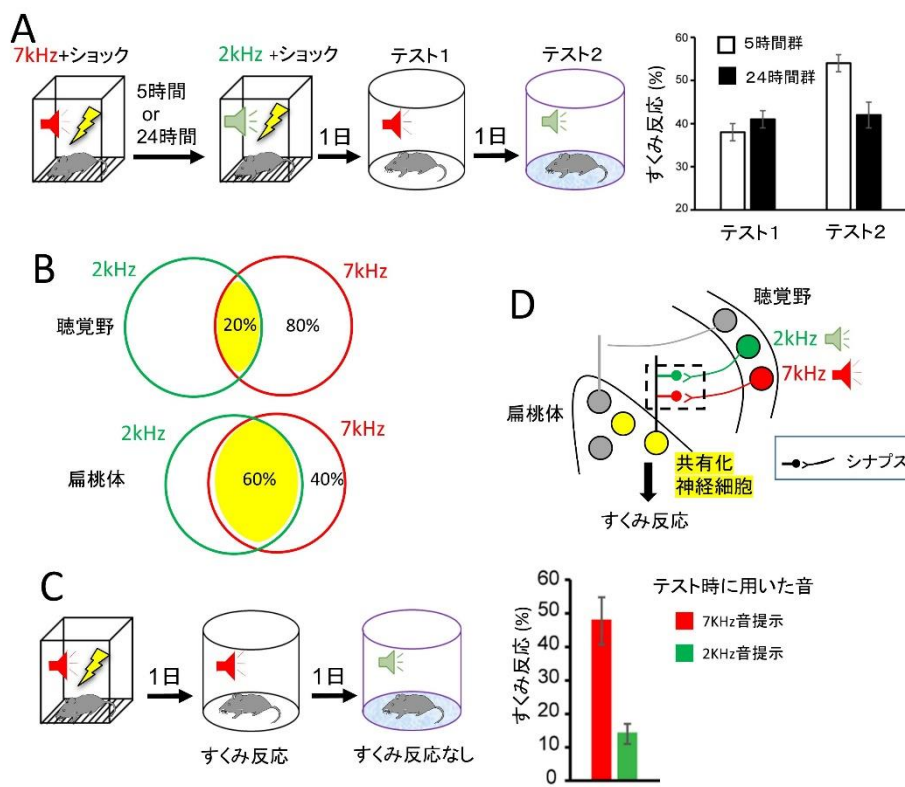 A
7kHz+ショック
5時間
or
24時間
2kHz +ショック
1日
テスト1
1日
テスト2
すくみ反応 (%)
60
50
40
30
20
5時間群
24時間群
テスト1
テスト2
B
2kHz
7kHz
聴覚野
20%
80%
2kHz
7kHz
扁桃体
60%
40%
D
聴覚野
2kHz
7kHz
扁桃体
共有化
神経細胞
すくみ反応
シナプス
C
1日
すくみ反応
1日
すくみ反応なし
すくみ反応 (%)
60
50
40
30
20
10
0
テスト時に用いた音
7KHz音提示
2KHz音提示